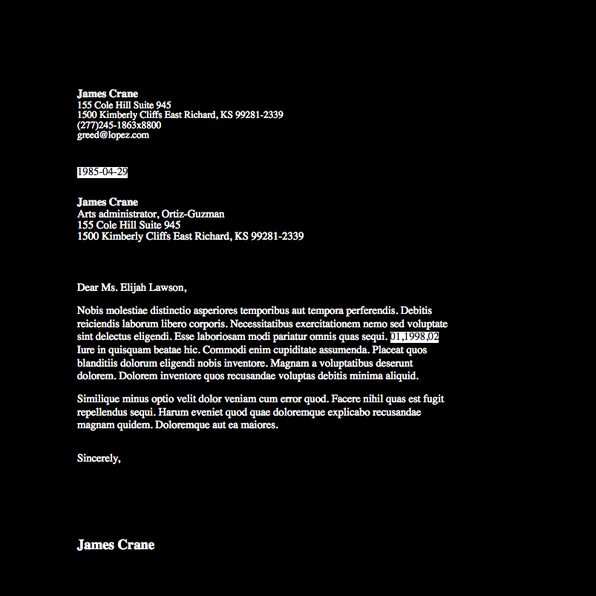 James Crane
155 Cole Hill Suite 945
1500 Kimberly Cliffs East Richard, KS 99281-2339
(277)245-1863x8800
greed@lopez.com
1985-04-29
James Crane
Arts administrator, Ortiz-Guzman
155 Cole Hill Suite 945
1500 Kimberly Cliffs East Richard, KS 99281-2339
Dear Ms. Elijah Lawson,
Nobis molestiae distinctio asperiores temporibus aut tempora perferendis. Debitis
reiciendis laborum libero corporis. Necessitatibus exercitationem nemo sed voluptate
sint delectus eligendi. Esse laboriosam modi pariatur omnis quas sequi. 01,1998,02
Iure in quisquam beatae hic. Commodi enim cupiditate assumenda. Placeat quos
blanditiis dolorum eligendi nobis inventore. Magnam a voluptatibus deserunt
dolorem. Dolorem inventore quos recusandae voluptas debitis minima aliquid.
Similique minus optio velit dolor veniam cum error quod. Facere nihil quas est fugit
repellendus sequi. Harum eveniet quod quae doloremque explicabo recusandae
magnam quidem. Doloremque aut ea maiores.
Sincerely,
James Crane